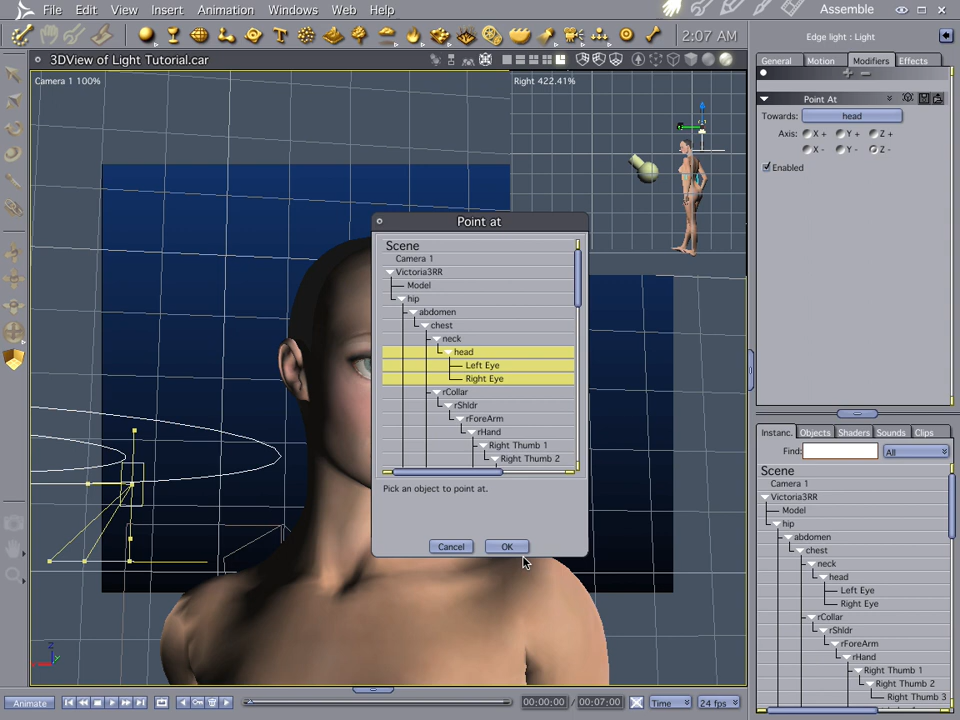 File Edit View Insert Animation Windows Web Help
Assemble
2:07 AM
3DView of Light Tutorial.car
Camera 1 100%
Right 422.41%
Edge light : Light
General Motion Modifiers Effects
Point At
Towards: head
Axis: X + Y + Z +
X - Y - Z -
Enabled
Point at
Scene
Camera 1
Victoria3RR
Model
hip
abdomen
chest
neck
head
Left Eye
Right Eye
rCollar
rShldr
rForeArm
rHand
Right Thumb 1
Right Thumb 2
Pick an object to point at.
Cancel OK
Instanc. Objects Shaders Sounds Clips
Find: All
Scene
Camera 1
Victoria3RR
Model
hip
abdomen
chest
neck
head
Left Eye
Right Eye
rCollar
rShldr
rForeArm
rHand
Right Thumb 1
Right Thumb 2
Right Thumb 3
Z
Animate
00:00:00 / 00:07:00
Time
24 fps